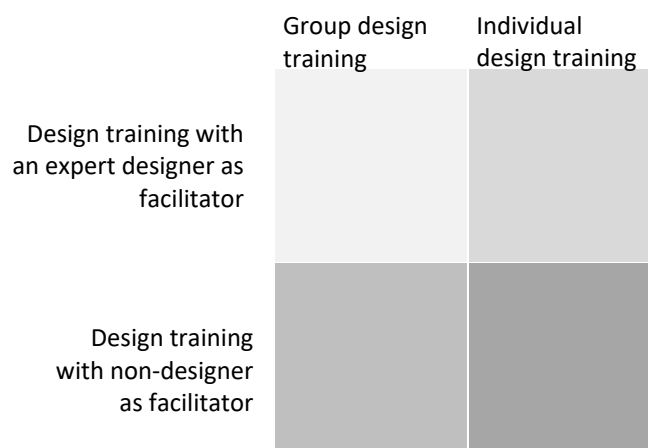 Group design
training
Individual
design training
Design training with
an expert designer as
facilitator
Design training
with non-designer
as facilitator